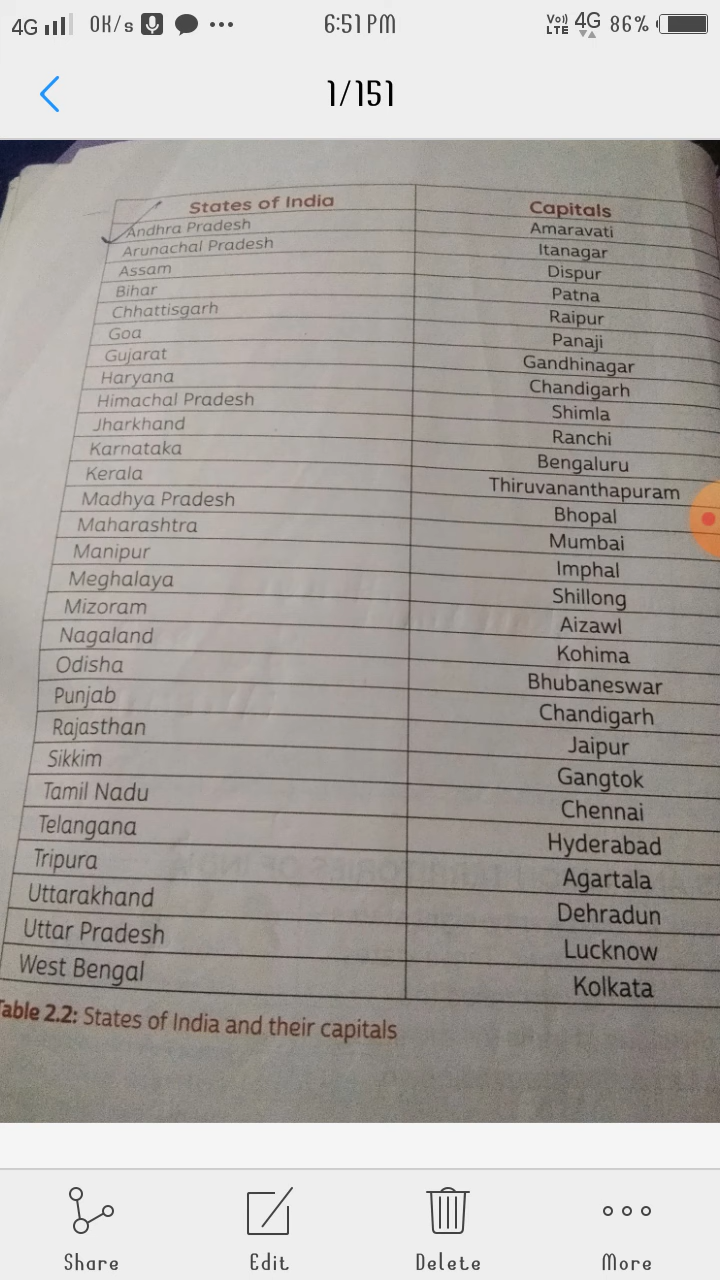 4G 0K/s 6:51 PM Vo)) LTE 4G 86%
1/151
States of India Capitals
Andhra Pradesh Amaravati
Arunachal Pradesh Itanagar
Assam Dispur
Bihar Patna
Chhattisgarh Raipur
Goa Panaji
Gujarat Gandhinagar
Haryana Chandigarh
Himachal Pradesh Shimla
Jharkhand Ranchi
Karnataka Bengaluru
Kerala Thiruvananthapuram
Madhya Pradesh Bhopal
Maharashtra Mumbai
Manipur Imphal
Meghalaya Shillong
Mizoram Aizawl
Nagaland Kohima
Odisha Bhubaneswar
Punjab Chandigarh
Rajasthan Jaipur
Sikkim Gangtok
Tamil Nadu Chennai
Telangana Hyderabad
Tripura Agartala
Uttarakhand Dehradun
Uttar Pradesh Lucknow
West Bengal Kolkata
Table 2.2: States of India and their capitals
Share Edit Delete More